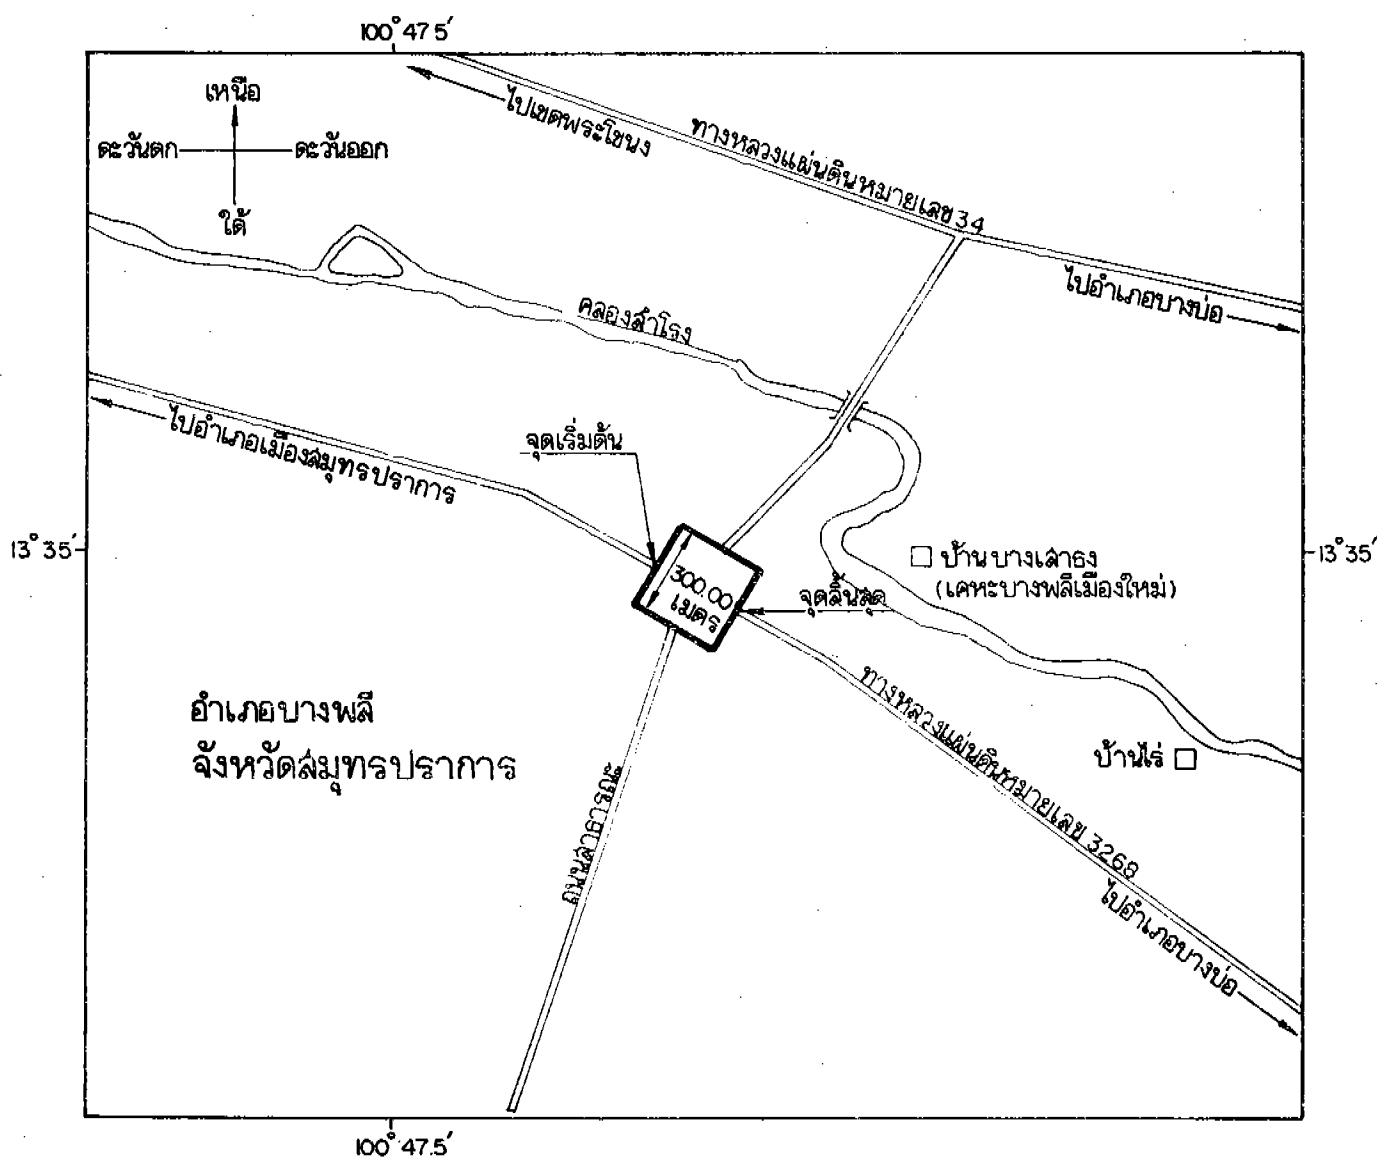 100° 47.5′
เหนือ
ตะวันตก
ตะวันออก
ใต้
ไปเขตพระโขนง
ทางหลวงแผ่นดินหมายเลข 34
ไปอำเภอบางบ่อ
คลองสำโรง
ไปอำเภอเมืองสมุทรปราการ
จุดเริ่มต้น
13° 35′
13° 35′
300.00
เมตร
จุดสิ้นสุด
บ้านบางเสาธง
(เคหะบางพลีเมืองใหม่)
อำเภอบางพลี
จังหวัดสมุทรปราการ
ทางหลวงแผ่นดินหมายเลข 3268
บ้านไร่
ถนนสาธารณะ
ไปอำเภอบางบ่อ
100° 47.5′